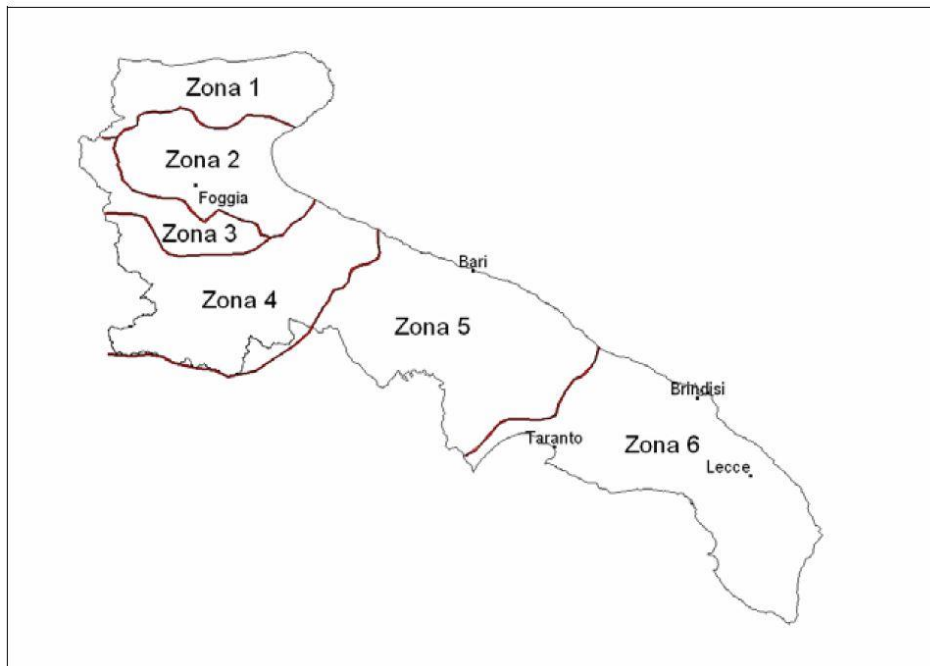 Zona 1
Zona 2
Foggia
Zona 3
Bari
Zona 4
Zona 5
Brindisi
Taranto
Zona 6
Lecce